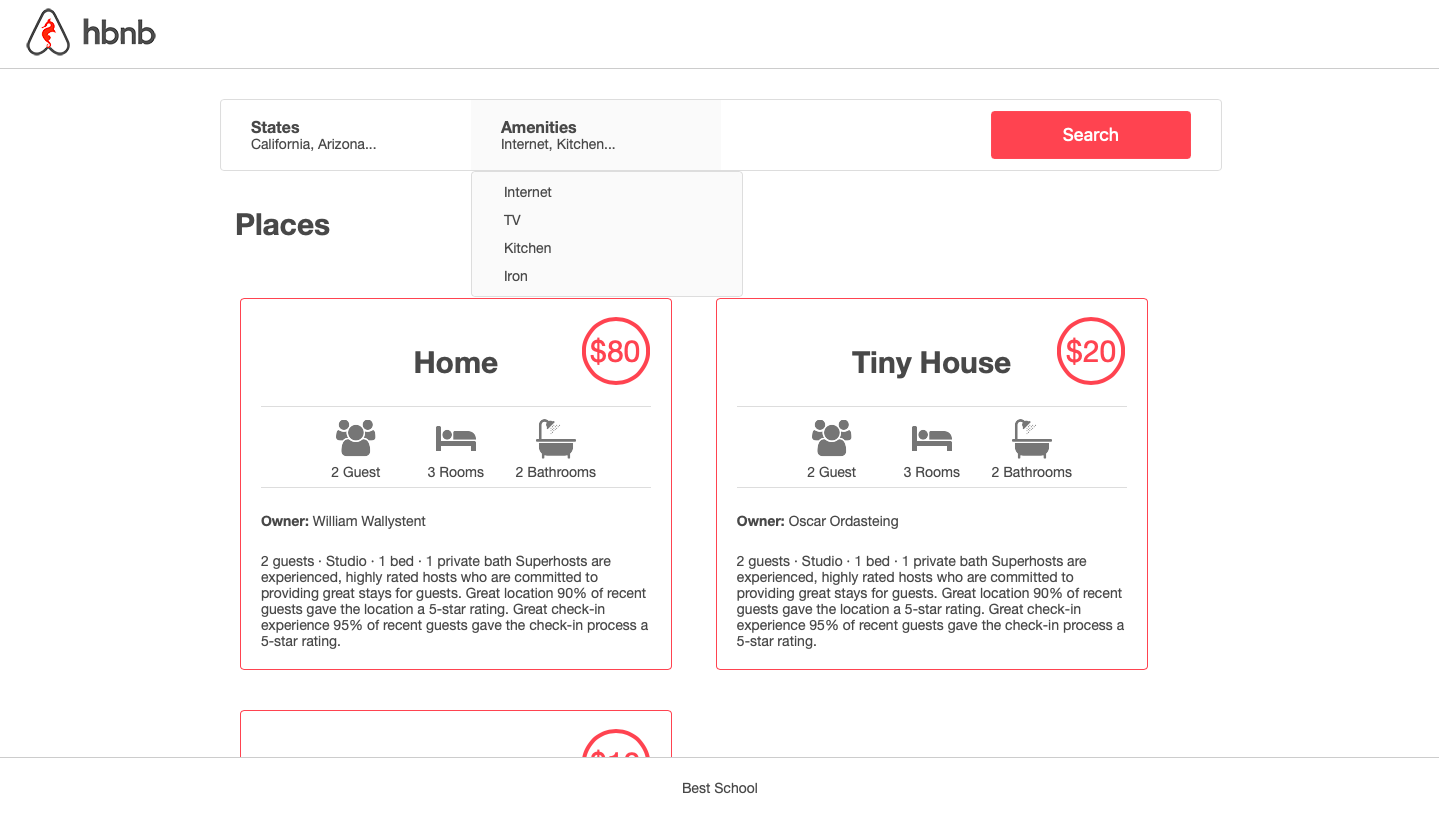 hbnb
States
California, Arizona...
Amenities
Internet, Kitchen...
Search
Internet
TV
Kitchen
Iron
Places
Home
$80
2 Guest
3 Rooms
2 Bathrooms
Owner: William Wallystent
2 guests · Studio · 1 bed · 1 private bath Superhosts are
experienced, highly rated hosts who are committed to
providing great stays for guests. Great location 90% of recent
guests gave the location a 5-star rating. Great check-in
experience 95% of recent guests gave the check-in process a
5-star rating.
Tiny House
$20
2 Guest
3 Rooms
2 Bathrooms
Owner: Oscar Ordasteing
2 guests · Studio · 1 bed · 1 private bath Superhosts are
experienced, highly rated hosts who are committed to
providing great stays for guests. Great location 90% of recent
guests gave the location a 5-star rating. Great check-in
experience 95% of recent guests gave the check-in process a
5-star rating.
Best School